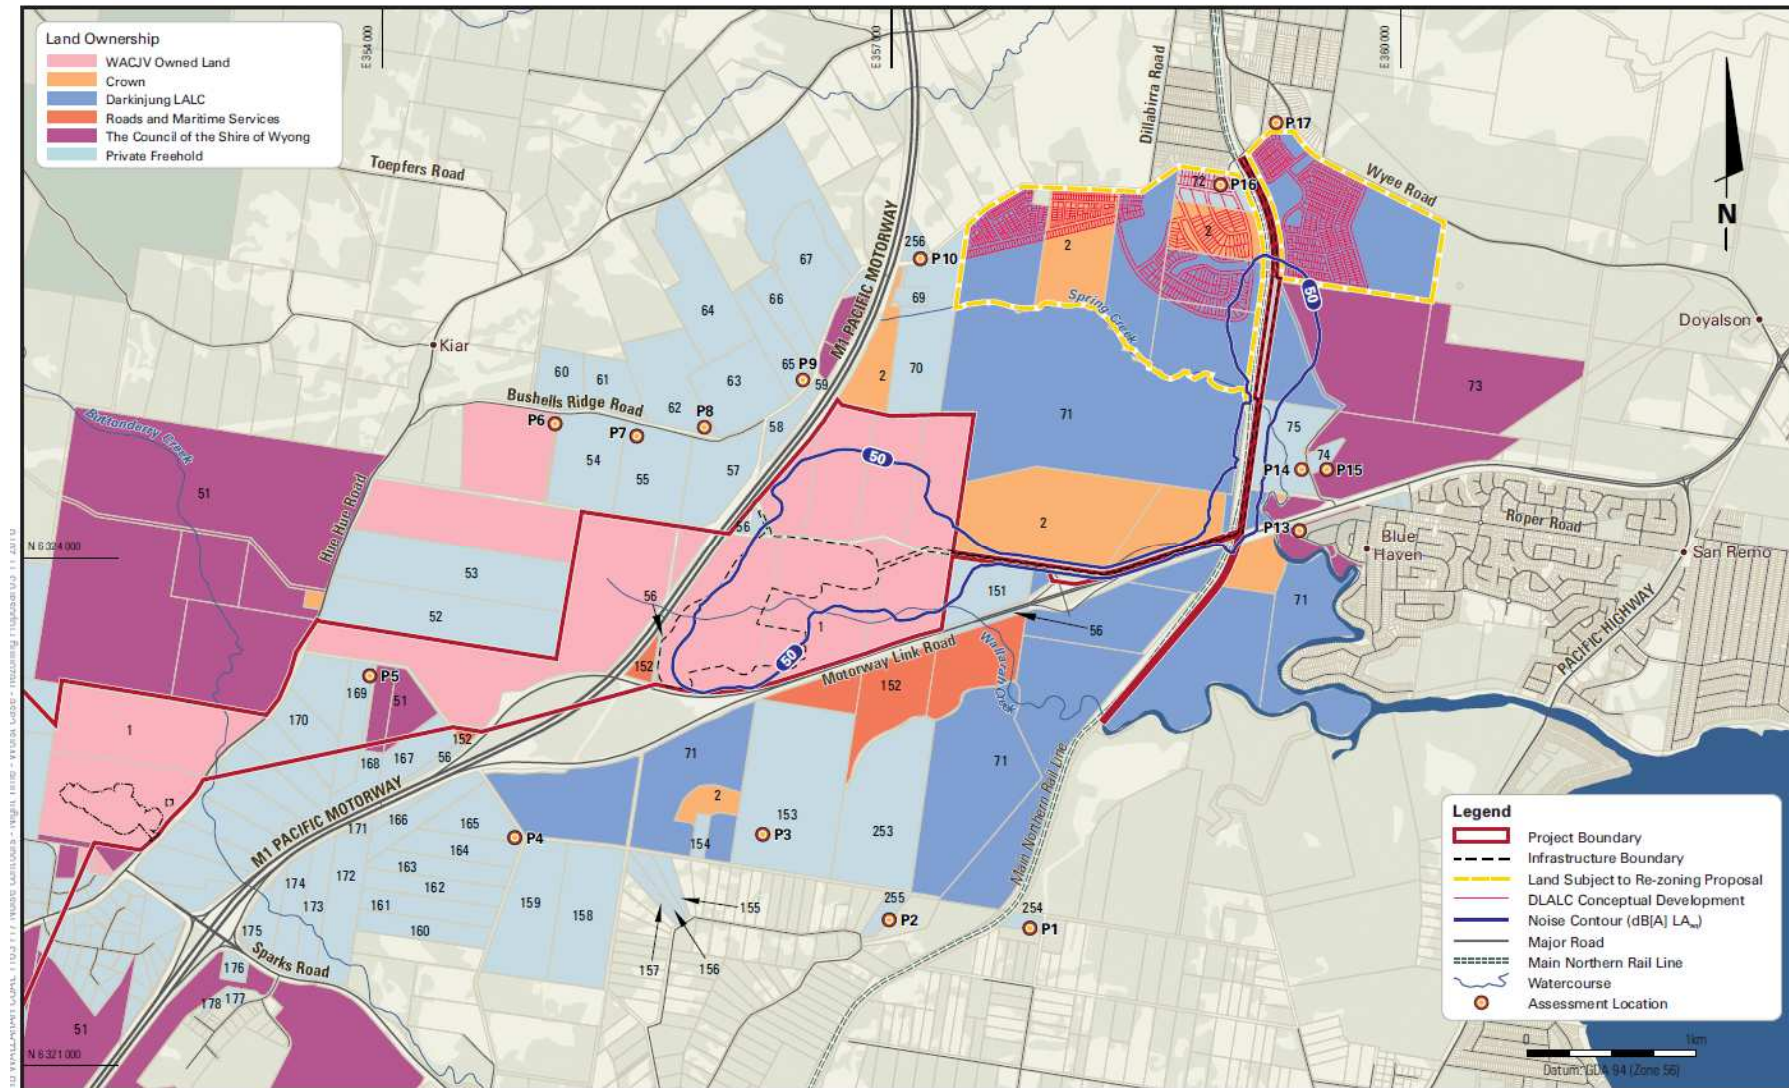 Land Ownership
WACJV Owned Land
Crown
Darkinjung LALC
Roads and Maritime Services
The Council of the Shire of Wyong
Private Freehold
E 354 000
E 357 000
E 360 000
Dillabirra Road
P17
Wyee Road
N
Toepfers Road
72
P16
M1 PACIFIC MOTORWAY
256
P10
2
2
67
66
64
69
Spring Creek
50
Doyalson
Kiar
65
P9
59
2
70
60
61
63
62
73
Bushells Ridge Road
P6
P7
P8
58
71
75
74
Buttonderry Creek
54
55
57
50
P14
P15
51
Hue Hue Road
56
2
P13
Roper Road
Blue
Haven
San Remo
N 6 324 000
53
52
56
151
71
56
1
50
Motorway Link Road
Wallarah Creek
PACIFIC HIGHWAY
152
152
P5
169
51
170
1
152
56
168
167
71
71
M1 PACIFIC MOTORWAY
2
153
P3
253
Main Northern Rail Line
171
166
165
P4
164
154
163
174
172
162
173
161
160
159
158
155
157
156
255
P2
254
P1
175
Sparks Road
176
178
177
51
N 6 321 000
Legend
Project Boundary
Infrastructure Boundary
Land Subject to Re-zoning Proposal
DLALC Conceptual Development
Noise Contour (dB[A] LAeq)
Major Road
Main Northern Rail Line
Watercourse
Assessment Location
0
1km
Datum: GDA 94 (Zone 56)